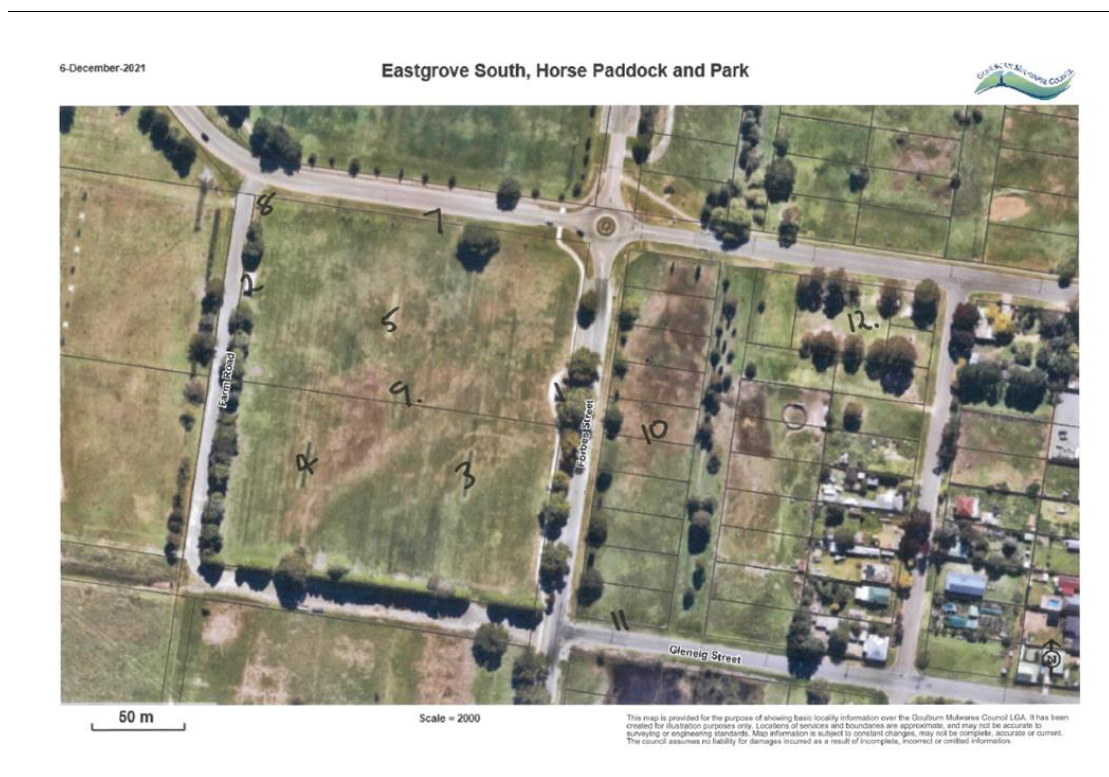 6-December-2021
Eastgrove South, Horse Paddock and Park
GOULBURN MULWAREE COUNCIL
8
7
2
5
12.
Farm Road
9.
1
Forbes Street
10
4
3
11
Gleneig Street
N
50 m
Scale = 2000
This map is provided for the purpose of showing basic locality information over the Goulburn Mulwaree Council LGA. It has been
created for illustration purposes only. Locations of services and boundaries are approximate, and may not be accurate to
surveying or engineering standards. Map information is subject to constant changes, may not be complete, accurate or current.
The council assumes no liability for damages incurred as a result of incomplete, incorrect or omitted information.